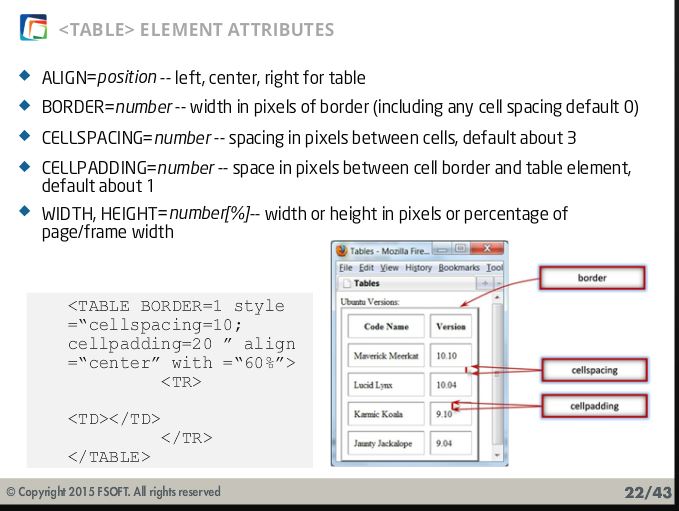 <TABLE> ELEMENT ATTRIBUTES
ALIGN=position -- left, center, right for table
BORDER=number -- width in pixels of border (including any cell spacing default 0)
CELLSPACING=number -- spacing in pixels between cells, default about 3
CELLPADDING=number -- space in pixels between cell border and table element,
default about 1
WIDTH, HEIGHT=number[%]-- width or height in pixels or percentage of
page/frame width
<TABLE BORDER=1 style
=“cellspacing=10;
cellpadding=20 ” align
=“center” with =“60%”>
<TR>
<TD></TD>
</TR>
</TABLE>
Tables - Mozilla Fire...
File Edit View History Bookmarks Tool
Tables
Ubuntu Versions:
Code Name Version
Maverick Meerkat 10.10
Lucid Lynx 10.04
Karmic Koala 9.10
Jaunty Jackalope 9.04
border
cellspacing
cellpadding
© Copyright 2015 FSOFT. All rights reserved
22/43